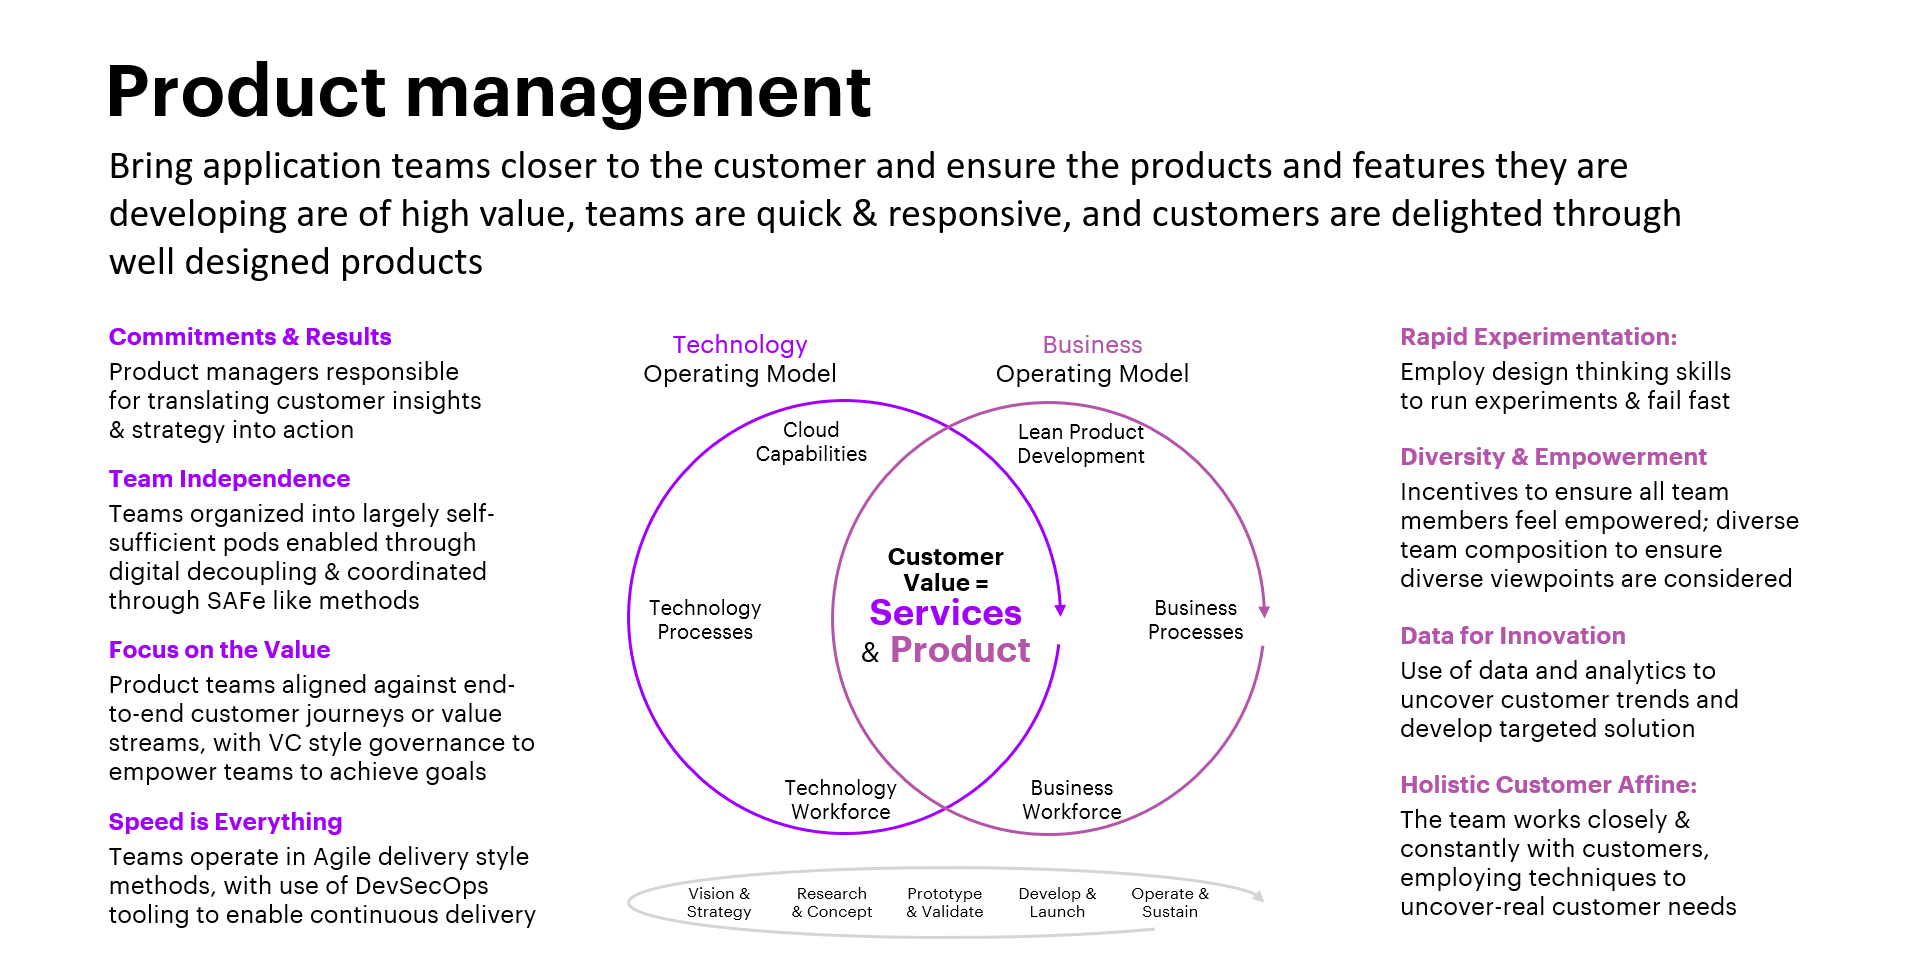 Product management
Bring application teams closer to the customer and ensure the products and features they are
developing are of high value, teams are quick & responsive, and customers are delighted through
well designed products
Commitments & Results
Product managers responsible
for translating customer insights
& strategy into action
Team Independence
Teams organized into largely self-
sufficient pods enabled through
digital decoupling & coordinated
through SAFe like methods
Focus on the Value
Product teams aligned against end-
to-end customer journeys or value
streams, with VC style governance to
empower teams to achieve goals
Speed is Everything
Teams operate in Agile delivery style
methods, with use of DevSecOps
tooling to enable continuous delivery
Technology
Operating Model
Business
Operating Model
Cloud
Capabilities
Lean Product
Development
Technology
Processes
Customer
Value =
Services
& Product
Business
Processes
Technology
Workforce
Business
Workforce
Vision &
Strategy
Research
& Concept
Prototype
& Validate
Develop &
Launch
Operate &
Sustain
Rapid Experimentation:
Employ design thinking skills
to run experiments & fail fast
Diversity & Empowerment
Incentives to ensure all team
members feel empowered; diverse
team composition to ensure
diverse viewpoints are considered
Data for Innovation
Use of data and analytics to
uncover customer trends and
develop targeted solution
Holistic Customer Affine:
The team works closely &
constantly with customers,
employing techniques to
uncover-real customer needs